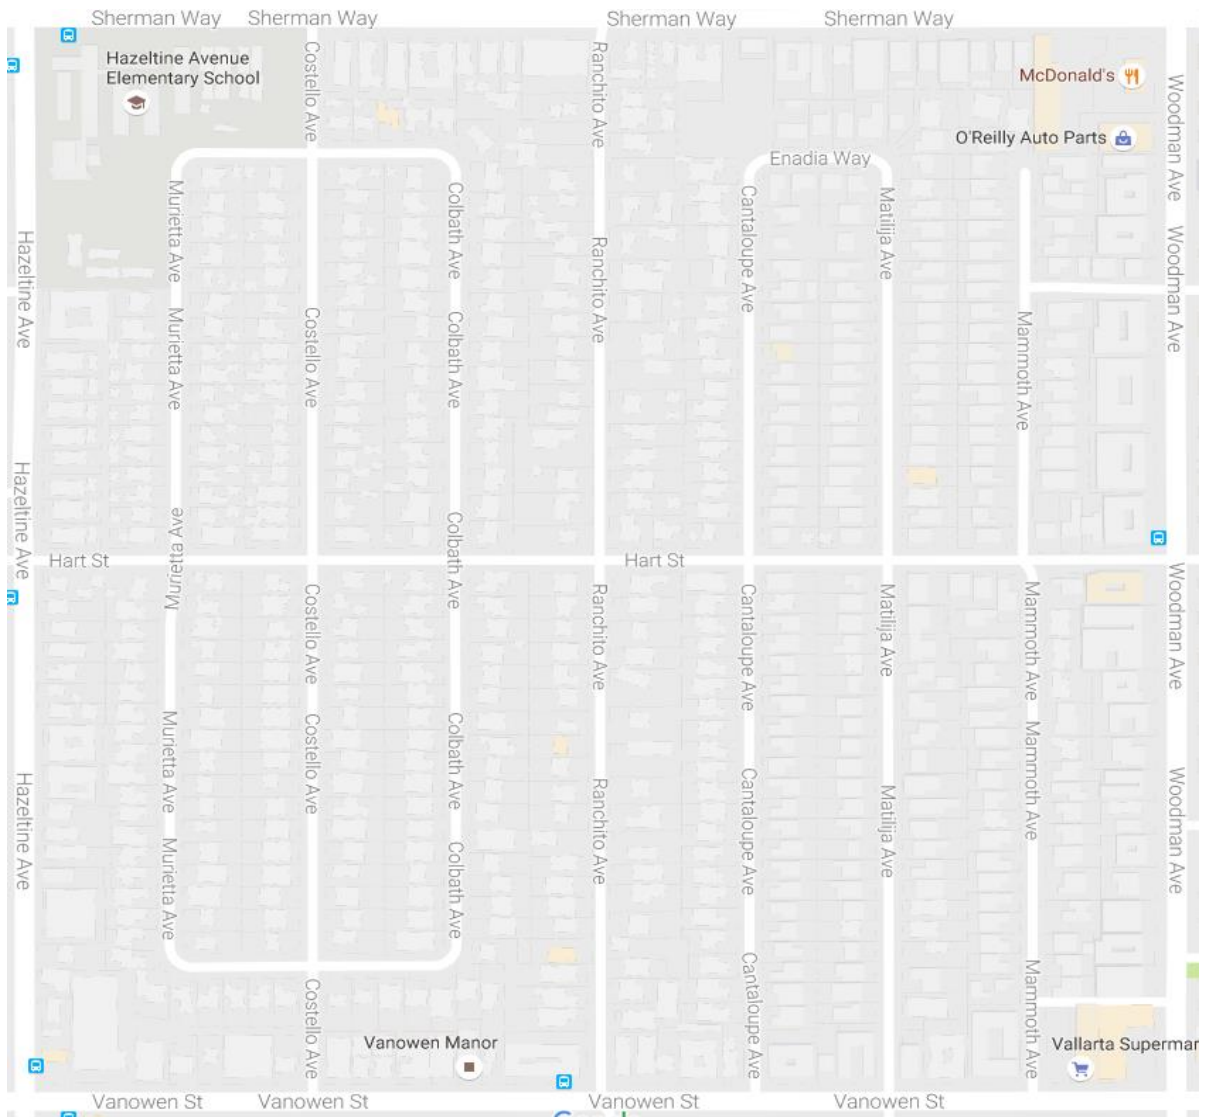 Sherman Way
Sherman Way
Sherman Way
Sherman Way
Hazeltine Avenue
Elementary School
Costello Ave
Ranchito Ave
McDonald's
Woodman Ave
O'Reilly Auto Parts
Enadia Way
Murietta Ave
Colbath Ave
Cantaloupe Ave
Matilija Ave
Hazeltine Ave
Ranchito Ave
Woodman Ave
Murietta Ave
Costello Ave
Colbath Ave
Mammoth Ave
Hazeltine Ave
Murietta Ave
Colbath Ave
Hart St
Hart St
Costello Ave
Ranchito Ave
Cantaloupe Ave
Matilija Ave
Mammoth Ave
Woodman Ave
Murietta Ave
Costello Ave
Colbath Ave
Mammoth Ave
Hazeltine Ave
Ranchito Ave
Cantaloupe Ave
Matilija Ave
Woodman Ave
Murietta Ave
Colbath Ave
Costello Ave
Cantaloupe Ave
Mammoth Ave
Vanowen Manor
Vallarta Supermar
Vanowen St
Vanowen St
Vanowen St
Vanowen St